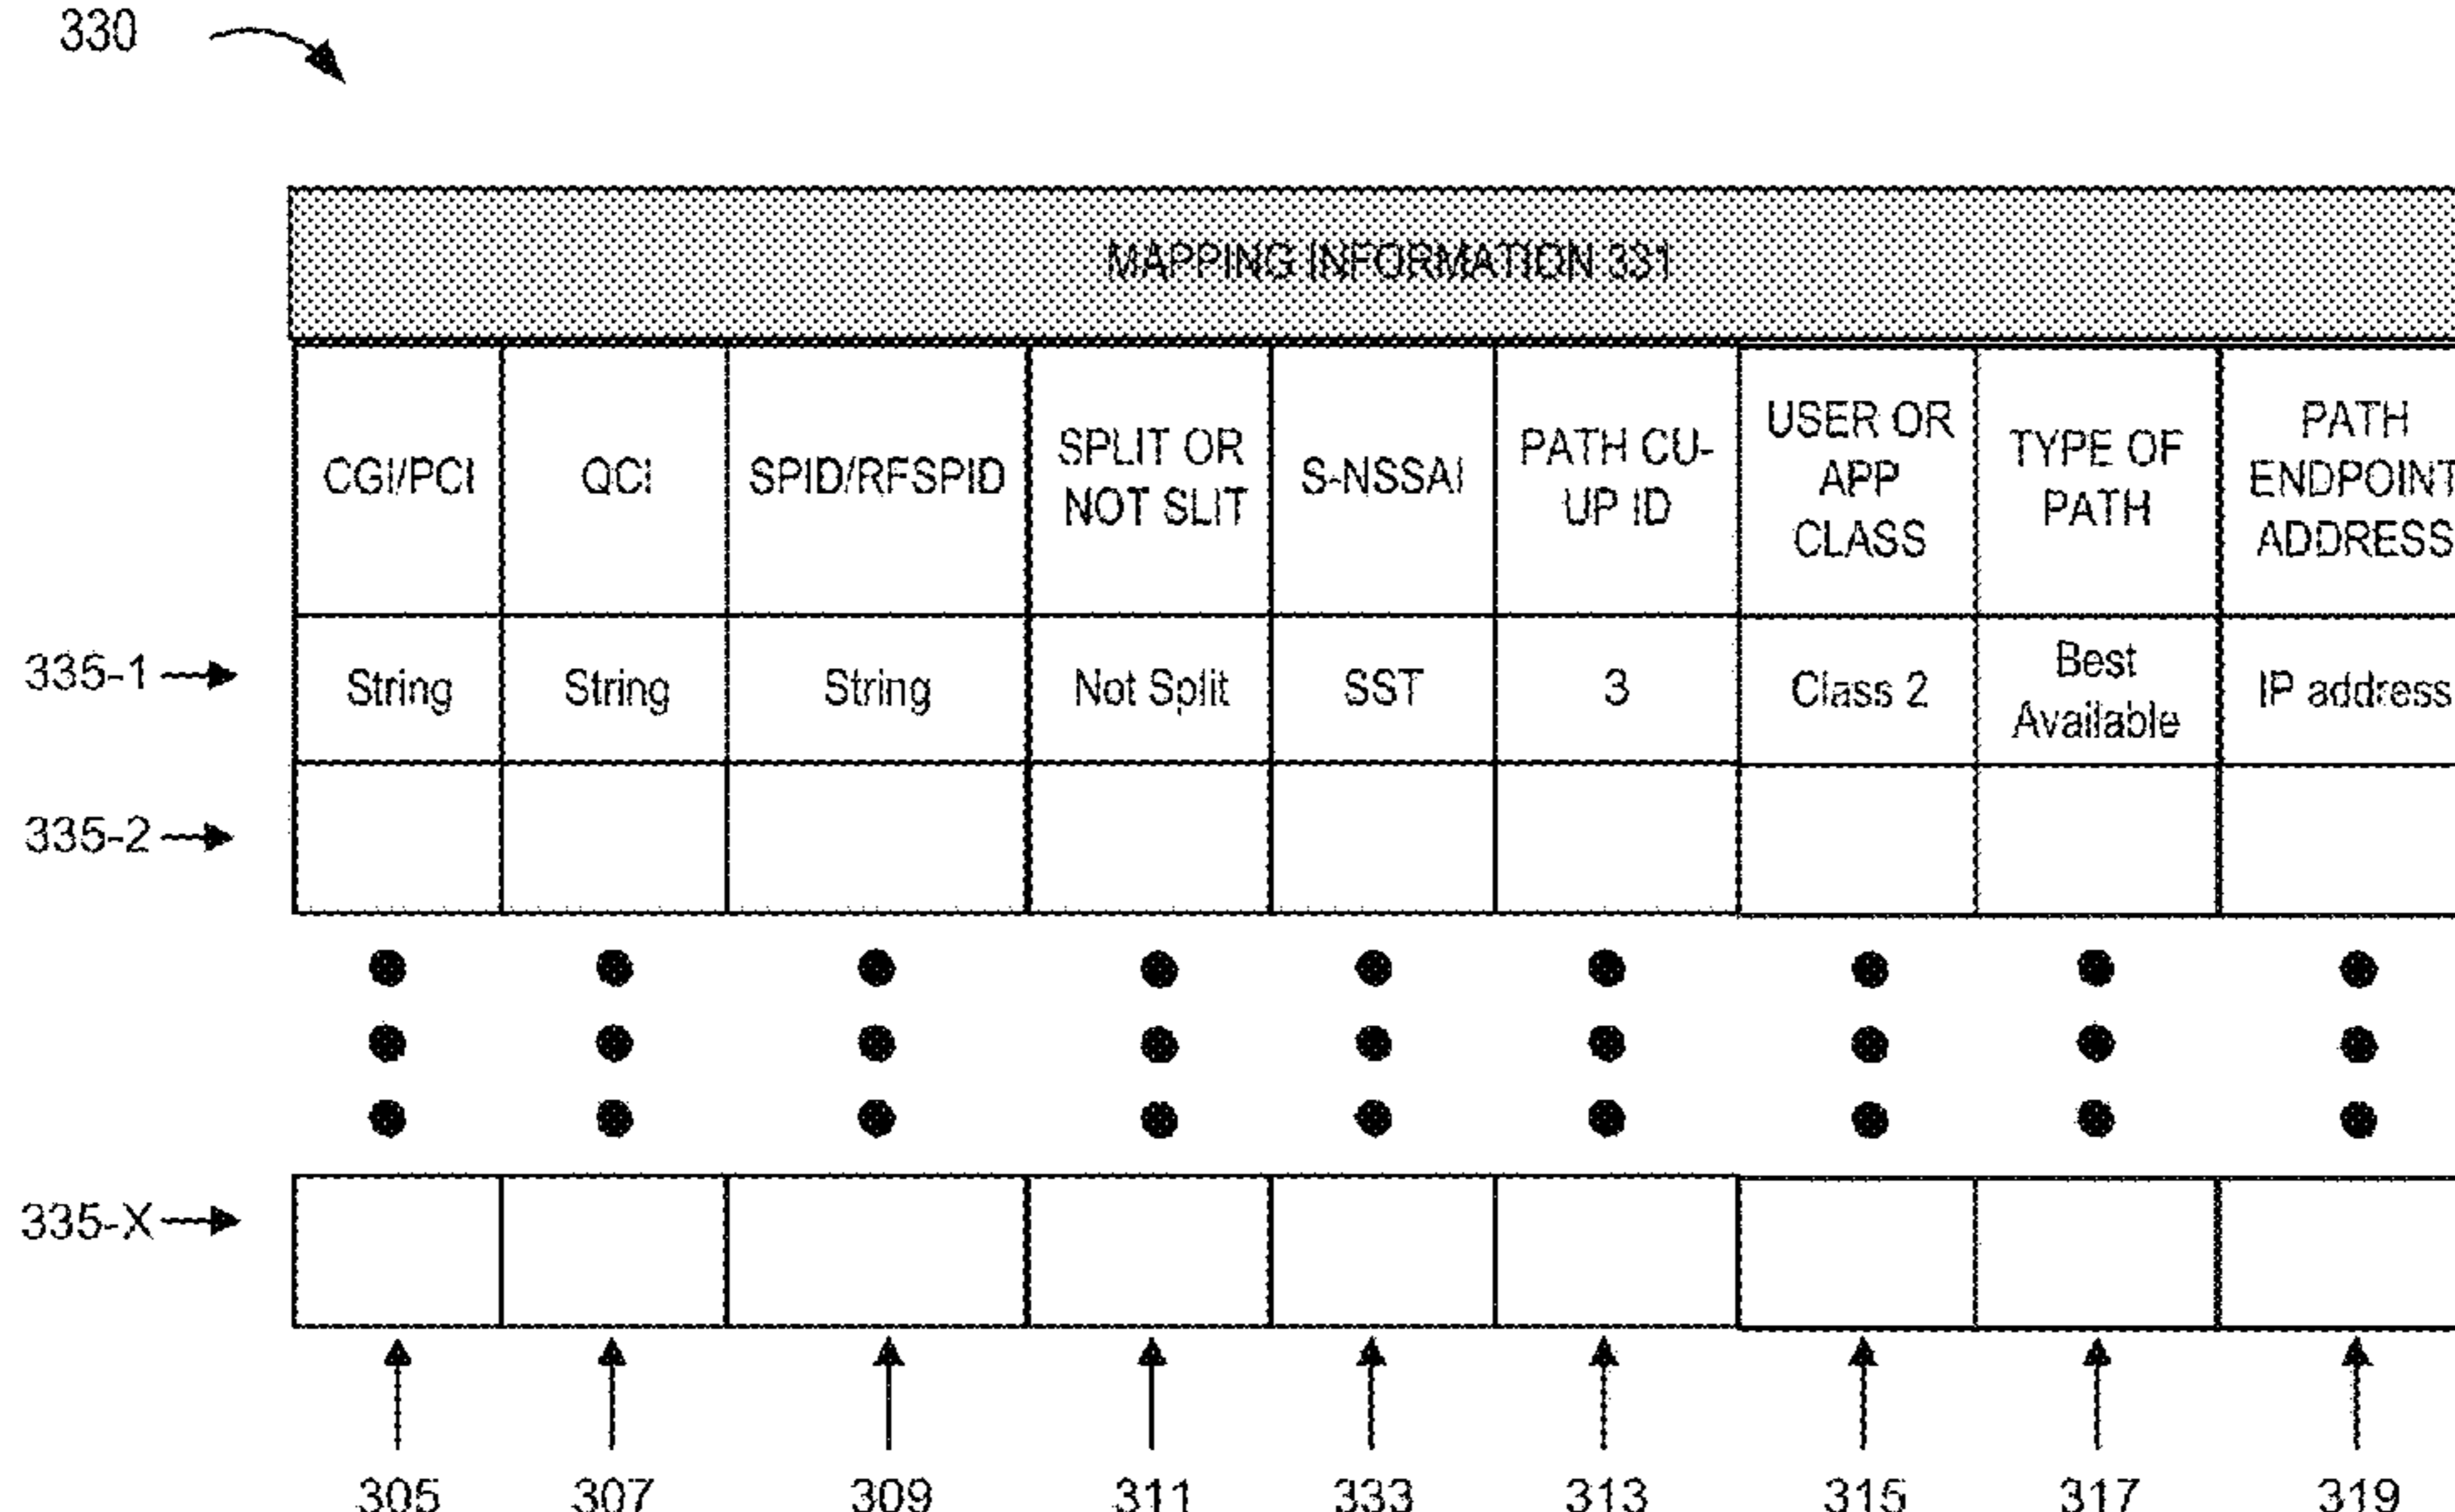 330
MAPPING INFORMATION 331
CGI/PCI
QCI
SPID/RFSPID
SPLIT OR
NOT SLIT
S-NSSAI
PATH CU-
UP ID
USER OR
APP
CLASS
TYPE OF
PATH
PATH
ENDPOINT
ADDRESS
335-1
String
String
String
Not Split
SST
3
Class 2
Best
Available
IP address
335-2
335-X
305
307
309
311
333
313
315
317
319